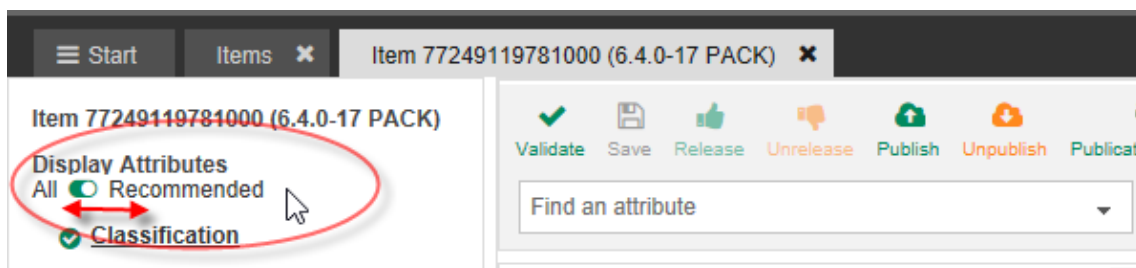 Start Items Item 77249119781000 (6.4.0-17 PACK)
Item 77249119781000 (6.4.0-17 PACK)
Display Attributes
All Recommended
Classification
Validate Save Release Unrelease Publish Unpublish Publicat
Find an attribute